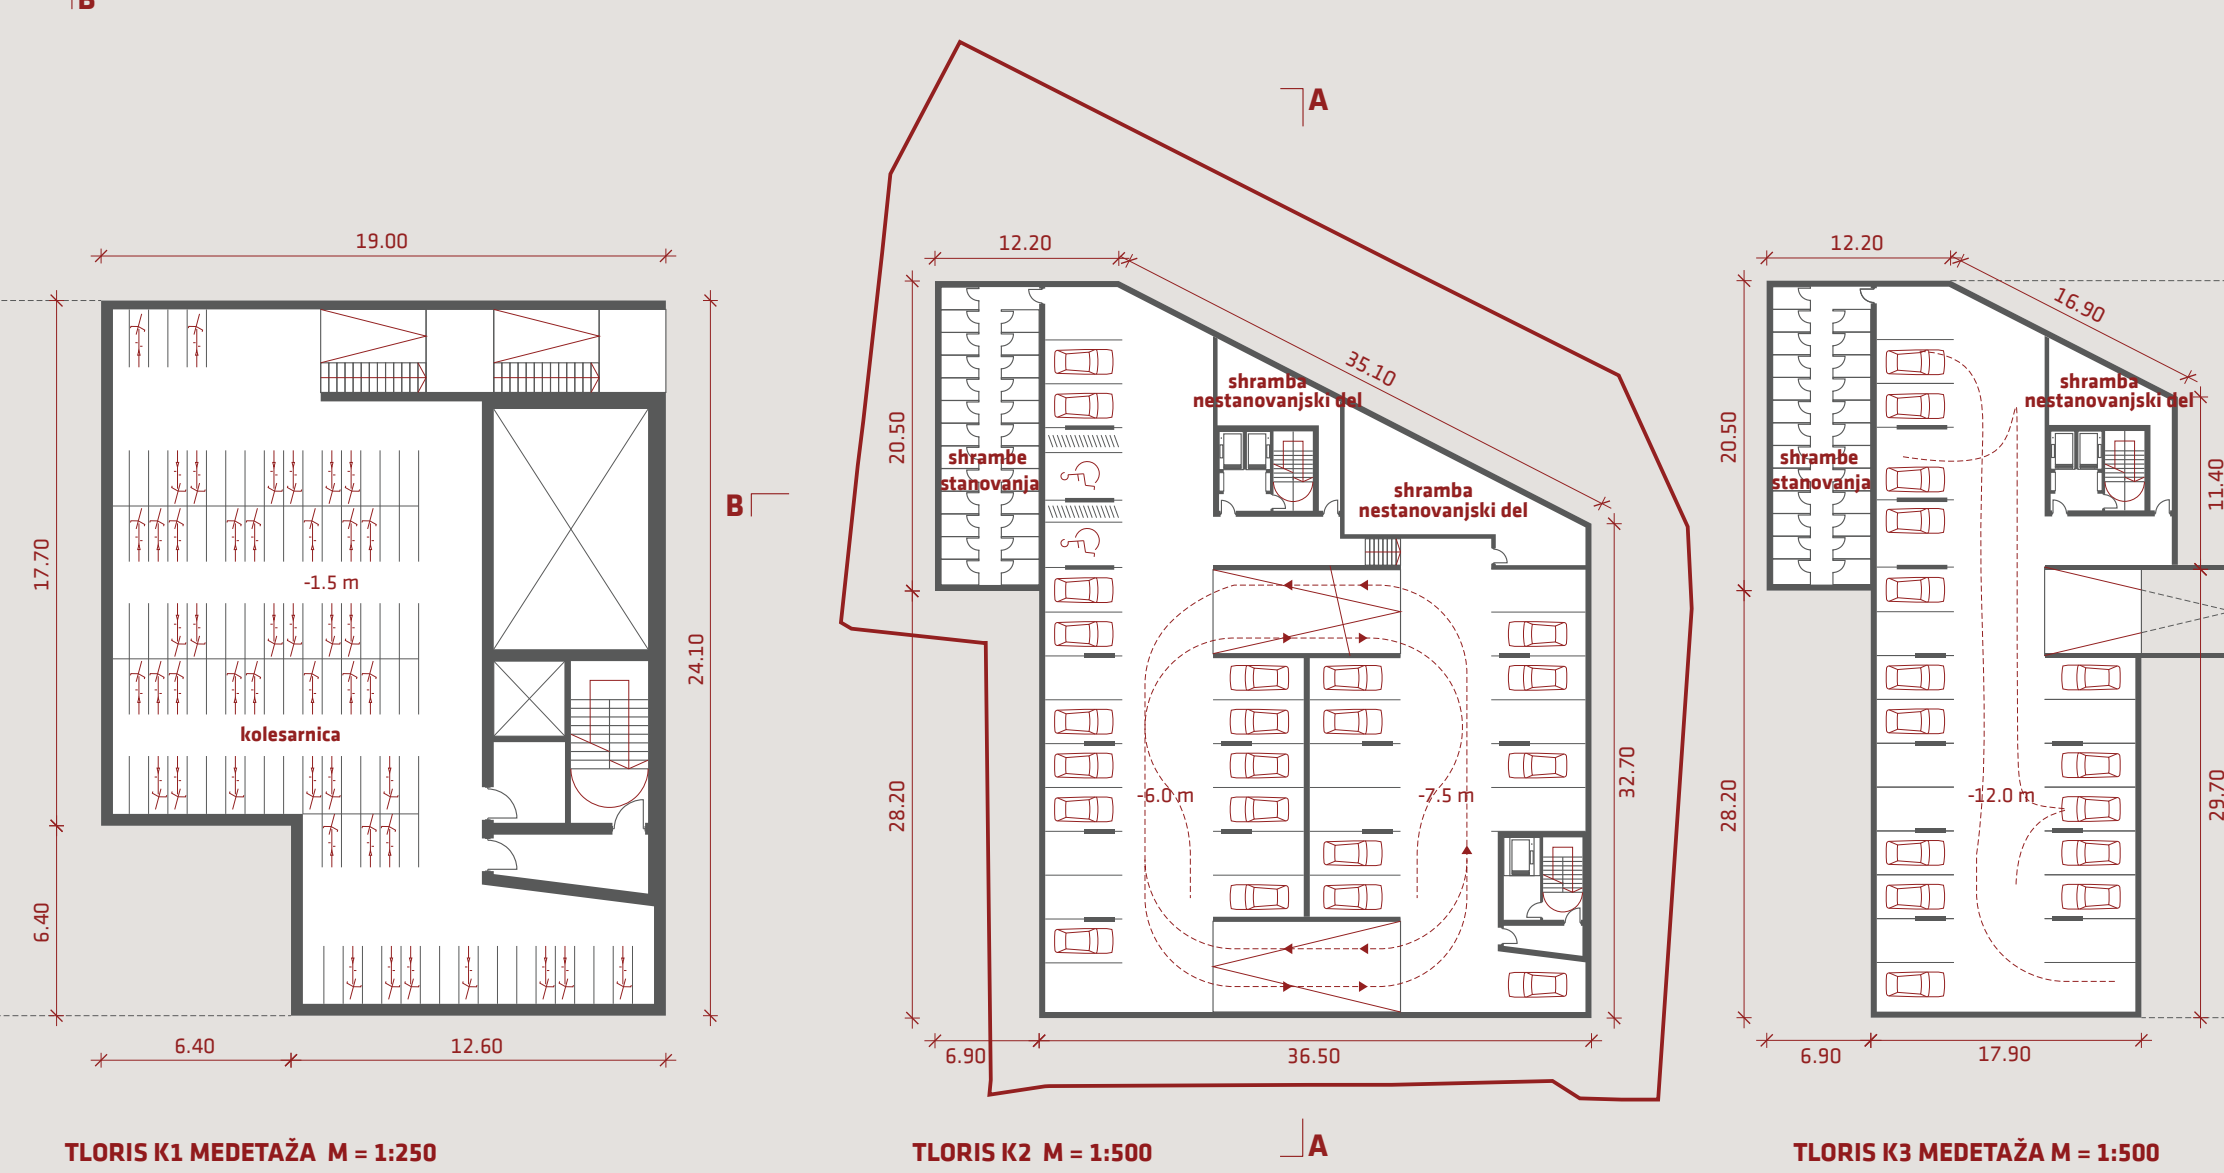 B
19.00
17.70
-1.5 m
kolesarnica
24.10
6.40
6.40
12.60
TLORIS K1 MEDETAŽA M = 1:250
B
A
12.20
35.10
20.50
shrambe
stanovanja
shramba
nestanovanjski del
shramba
nestanovanjski del
28.20
-6.0 m
-7.5 m
32.70
6.90
36.50
TLORIS K2 M = 1:500
A
12.20
16.90
20.50
shrambe
stanovanja
shramba
nestanovanjski del
11.40
28.20
-12.0 m
29.70
6.90
17.90
TLORIS K3 MEDETAŽA M = 1:500